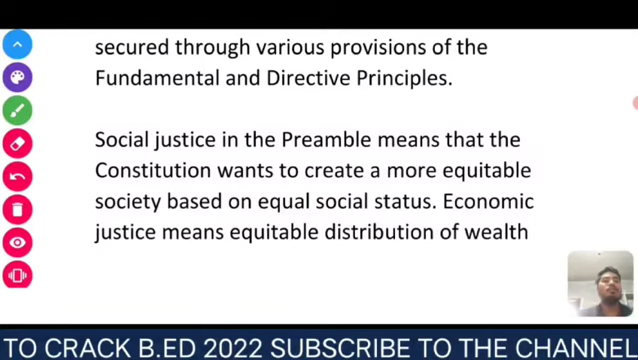 secured through various provisions of the
Fundamental and Directive Principles.
Social justice in the Preamble means that the
Constitution wants to create a more equitable
society based on equal social status. Economic
justice means equitable distribution of wealth
TO CRACK B.ED 2022 SUBSCRIBE TO THE CHANNEL